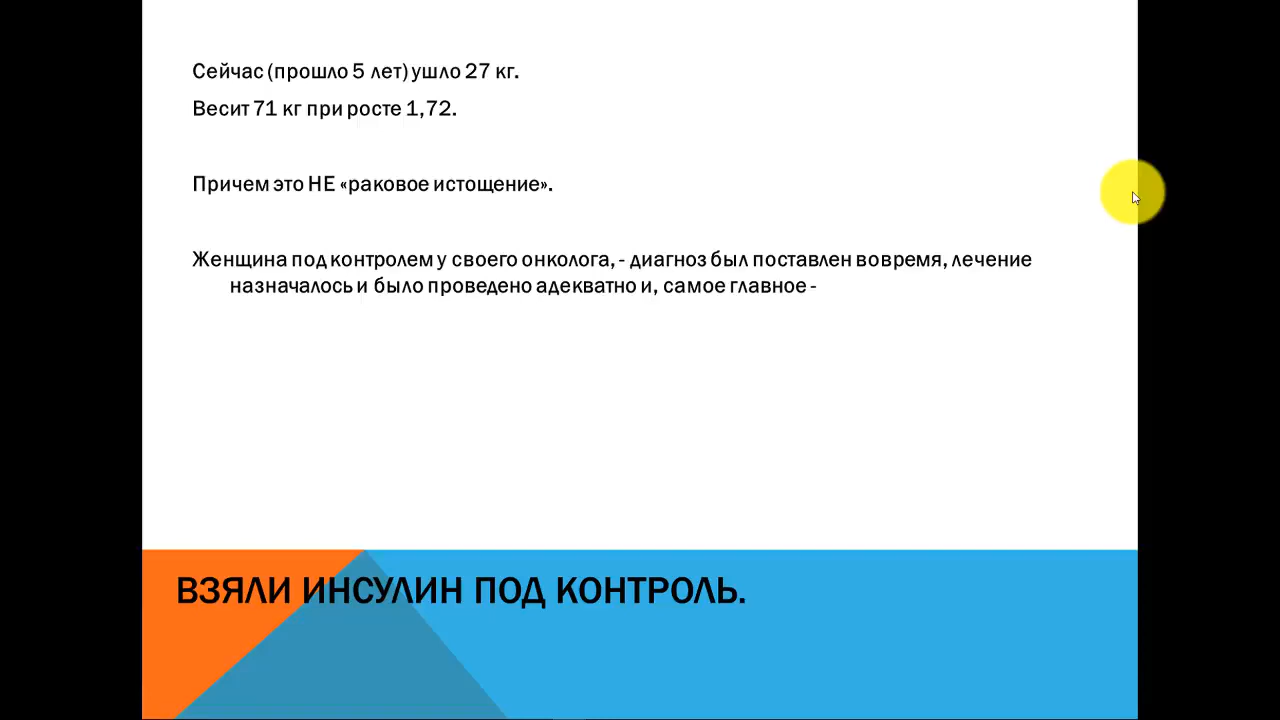 Сейчас (прошло 5 лет) ушло 27 кг.
Весит 71 кг при росте 1,72.
Причем это НЕ «раковое истощение».
Женщина под контролем у своего онколога, - диагноз был поставлен вовремя, лечение
назначалось и было проведено адекватно и, самое главное -
ВЗЯЛИ ИНСУЛИН ПОД КОНТРОЛЬ.